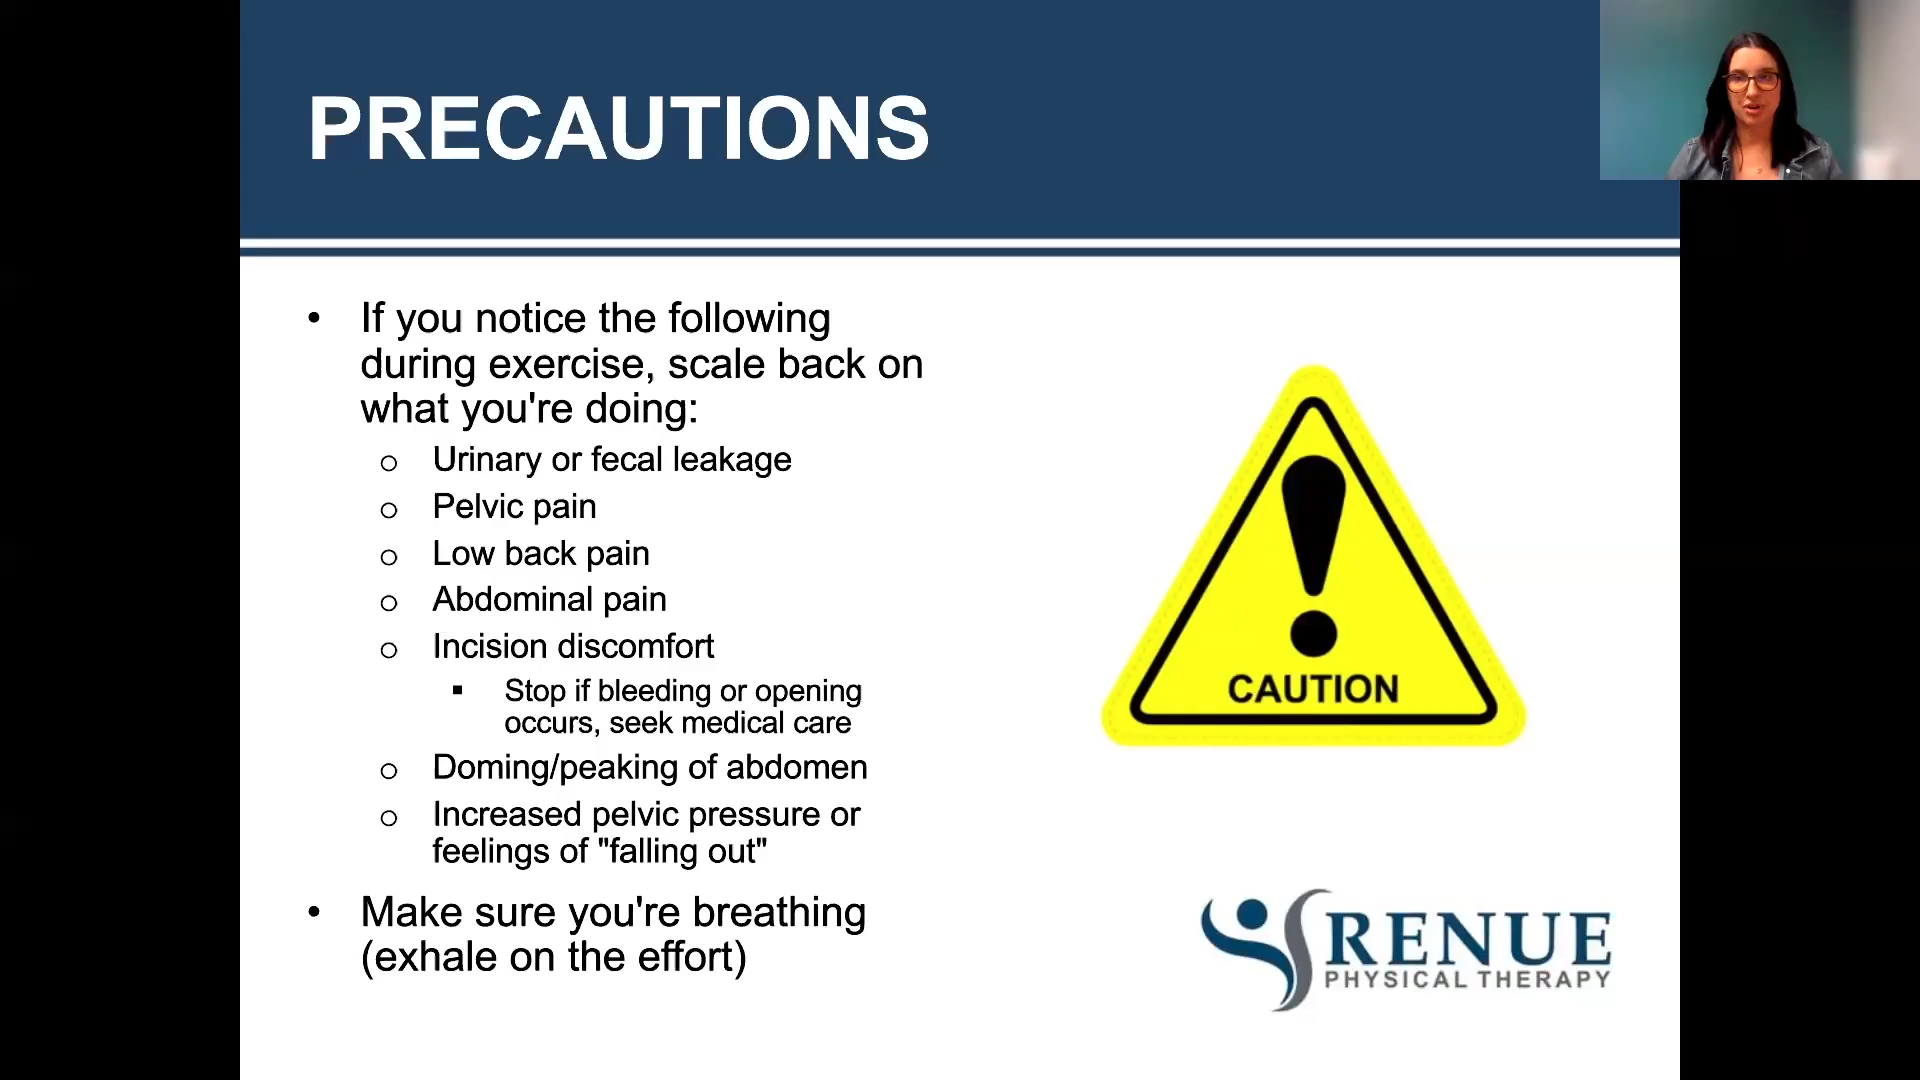 PRECAUTIONS
• If you notice the following
during exercise, scale back on
what you're doing:
o Urinary or fecal leakage
o Pelvic pain
o Low back pain
o Abdominal pain
o Incision discomfort
▪ Stop if bleeding or opening
occurs, seek medical care
o Doming/peaking of abdomen
o Increased pelvic pressure or
feelings of "falling out"
• Make sure you're breathing
(exhale on the effort)
CAUTION
RENUE
PHYSICAL THERAPY